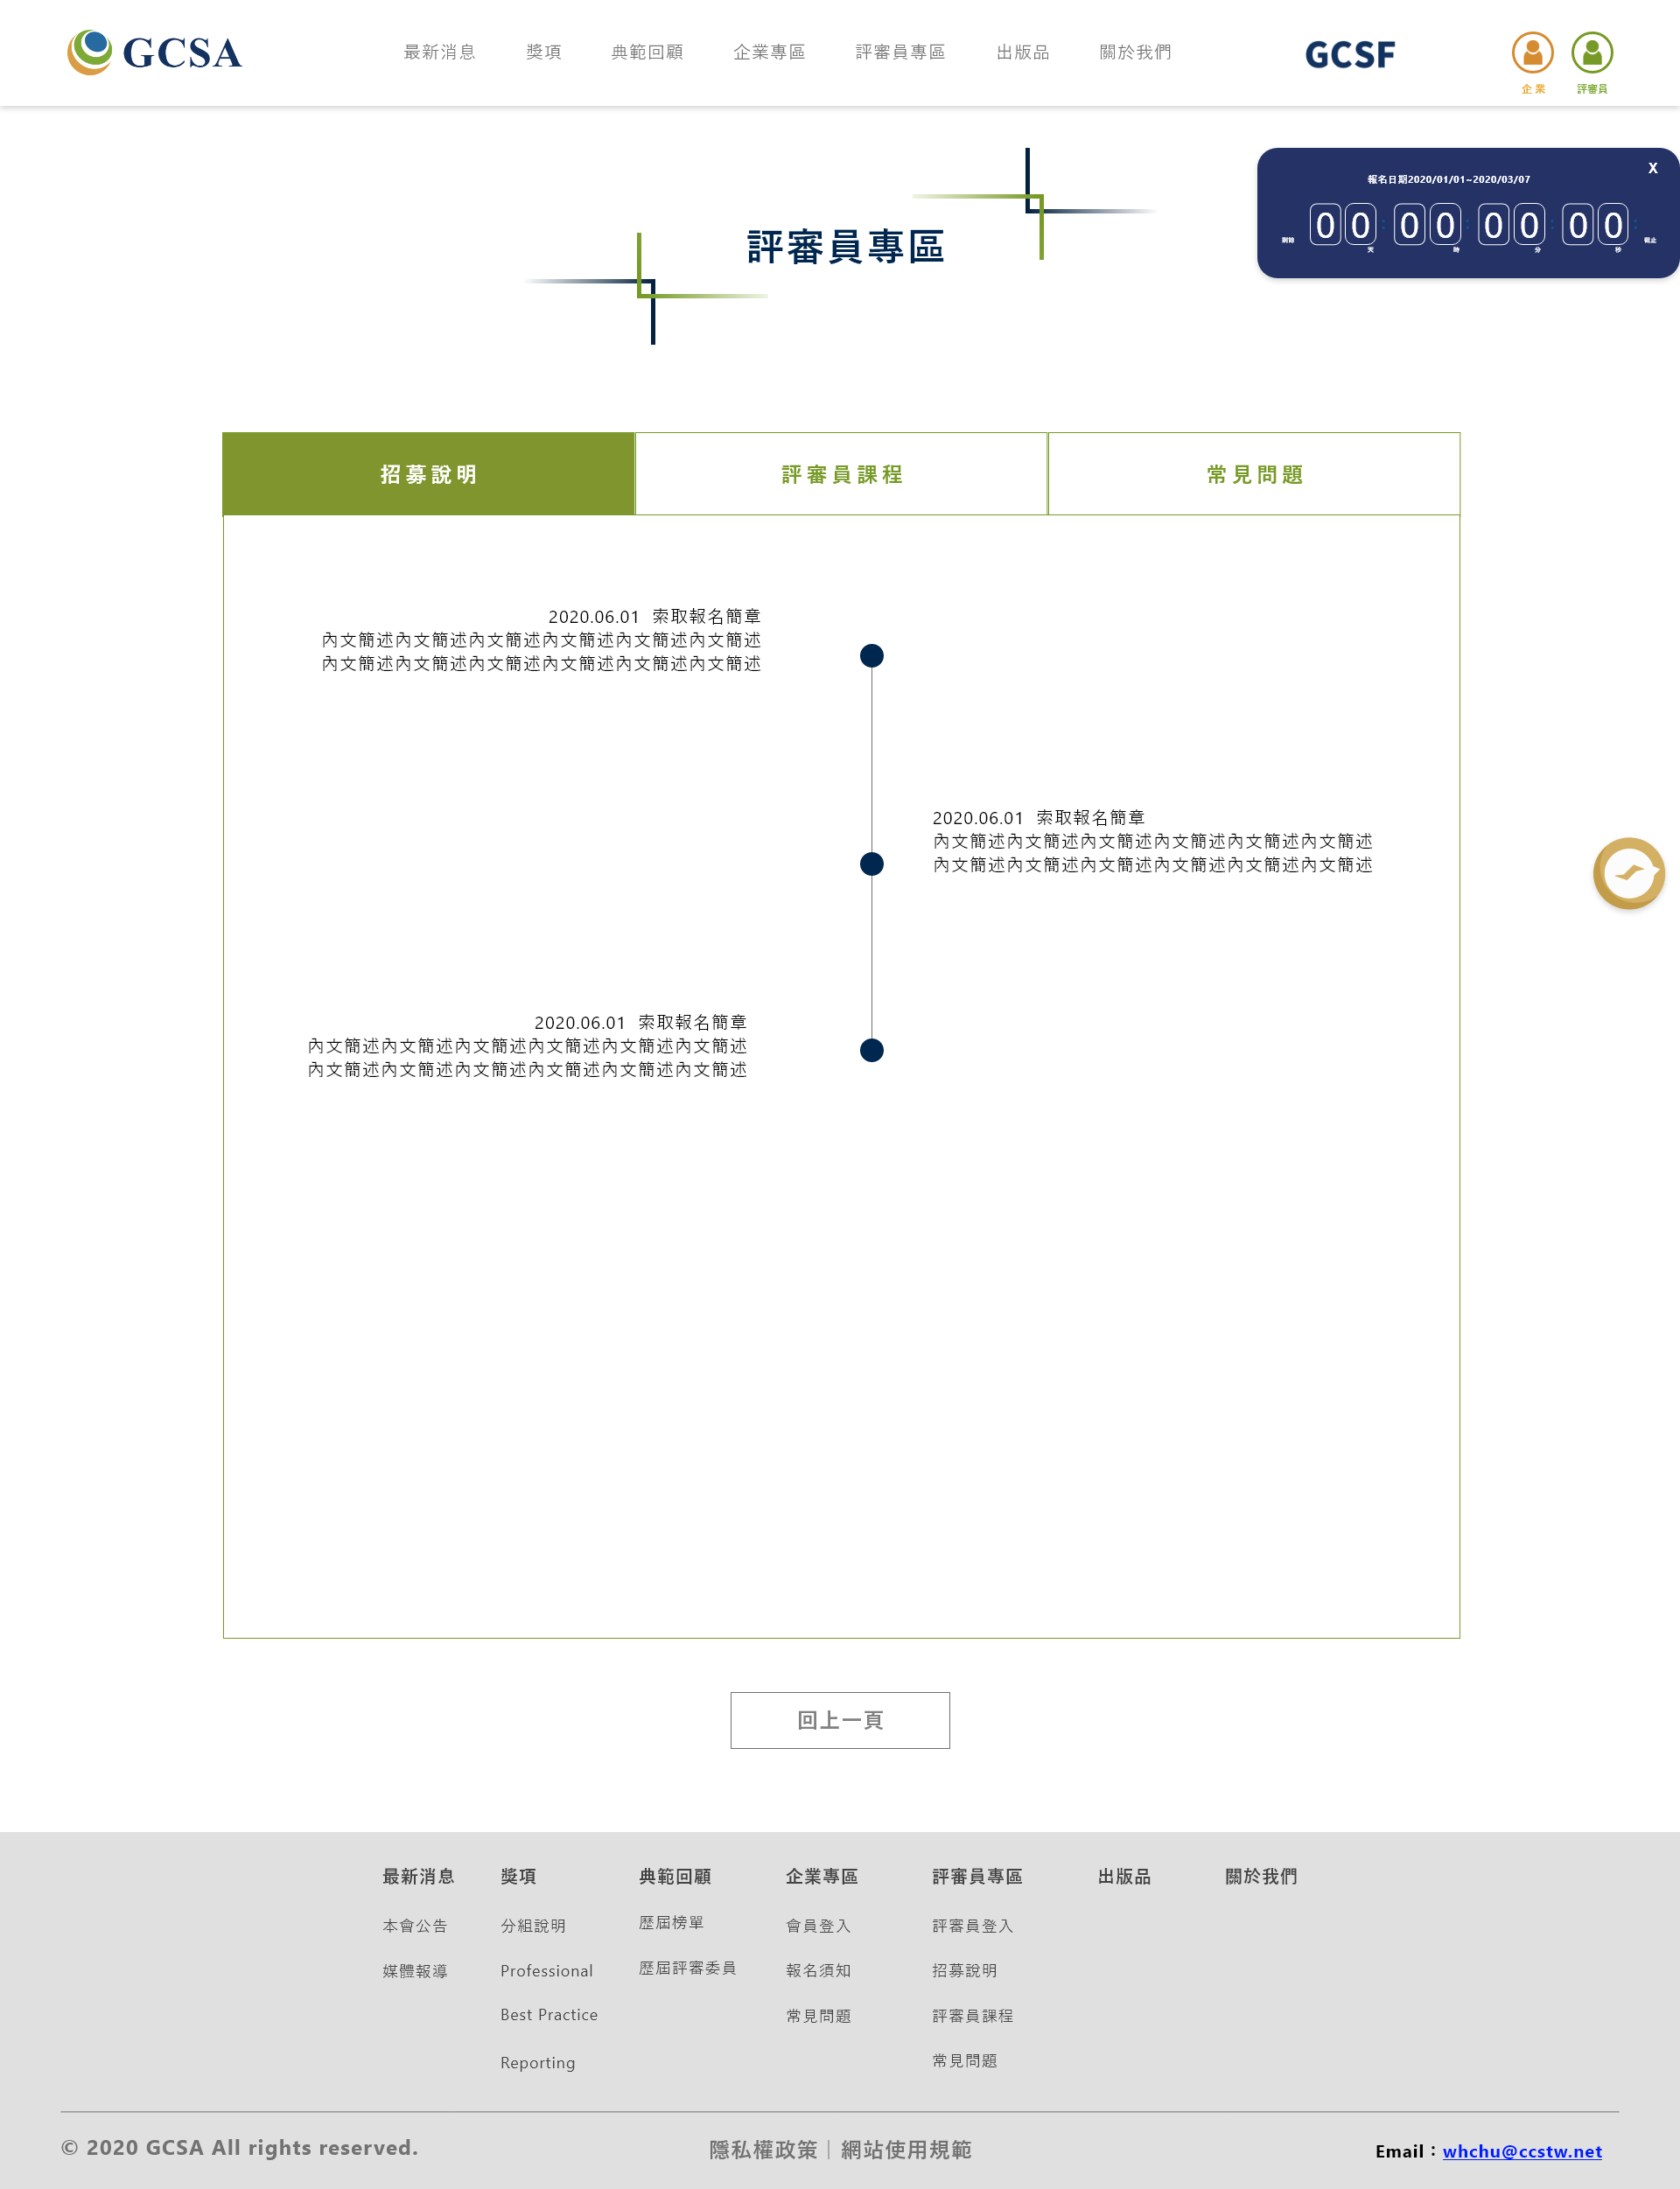 GCSA
最新消息 獎項 典範回顧 企業專區 評審員專區 出版品 關於我們
GCSF
企業 評審員
X
報名日期2020/01/01~2020/03/07
剩餘 00 天 00 時 00 分 00 秒 截止
評審員專區
招募說明 評審員課程 常見問題
2020.06.01 索取報名簡章
內文簡述內文簡述內文簡述內文簡述內文簡述內文簡述
內文簡述內文簡述內文簡述內文簡述內文簡述內文簡述
2020.06.01 索取報名簡章
內文簡述內文簡述內文簡述內文簡述內文簡述內文簡述
內文簡述內文簡述內文簡述內文簡述內文簡述內文簡述
2020.06.01 索取報名簡章
內文簡述內文簡述內文簡述內文簡述內文簡述內文簡述
內文簡述內文簡述內文簡述內文簡述內文簡述內文簡述
回上一頁
最新消息 獎項 典範回顧 企業專區 評審員專區 出版品 關於我們
本會公告 分組說明 歷屆榜單 會員登入 評審員登入
媒體報導 Professional 歷屆評審委員 報名須知 招募說明
Best Practice 常見問題 評審員課程
Reporting 常見問題
© 2020 GCSA All rights reserved.
隱私權政策｜網站使用規範
Email：whchu@ccstw.net